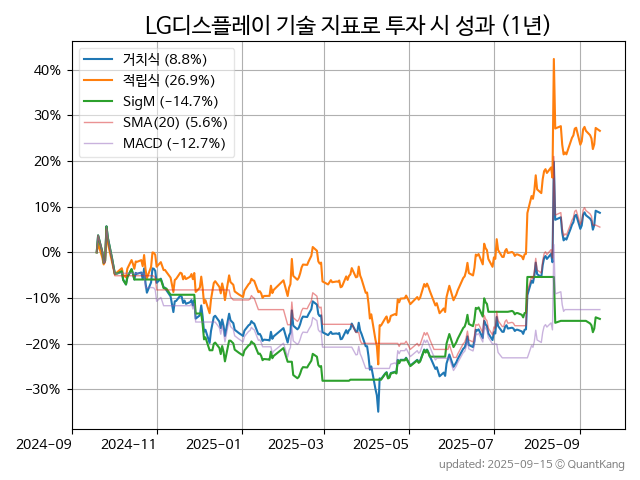 LG디스플레이 기술 지표로 투자 시 성과 (1년)
거치식 (8.8%)
적립식 (26.9%)
SigM (-14.7%)
SMA(20) (5.6%)
MACD (-12.7%)
40%
30%
20%
10%
0%
-10%
-20%
-30%
2024-09 2024-11 2025-01 2025-03 2025-05 2025-07 2025-09
updated: 2025-09-15 © QuantKang